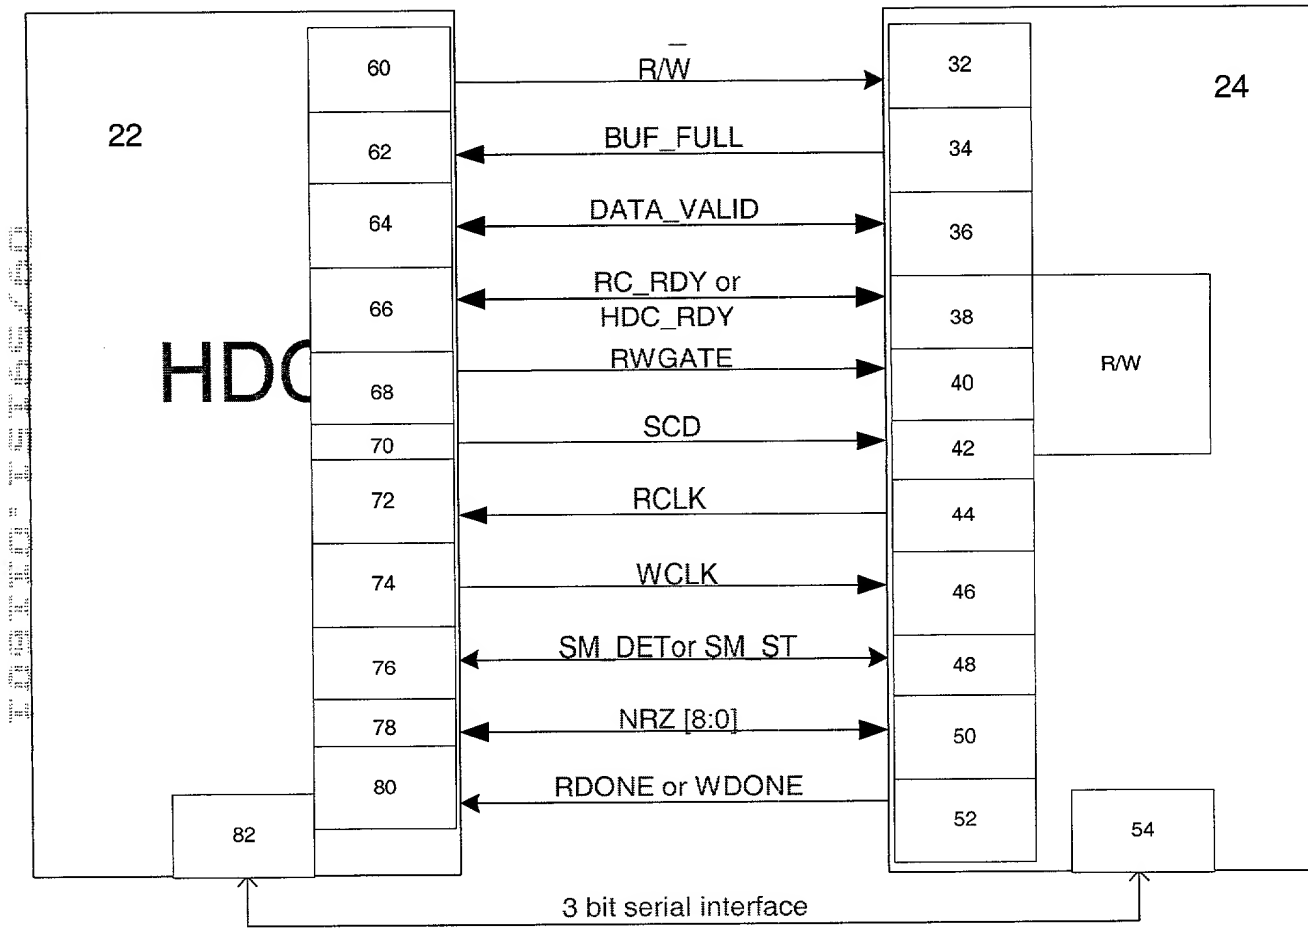 60
R/W
32
24
22
62
BUF_FULL
34
64
DATA_VALID
36
66
RC_RDY or
HDC_RDY
38
HDC
68
RWGATE
40
R/W
70
SCD
42
72
RCLK
44
74
WCLK
46
76
SM_DETor SM_ST
48
78
NRZ [8:0]
50
80
RDONE or WDONE
52
82
54
3 bit serial interface